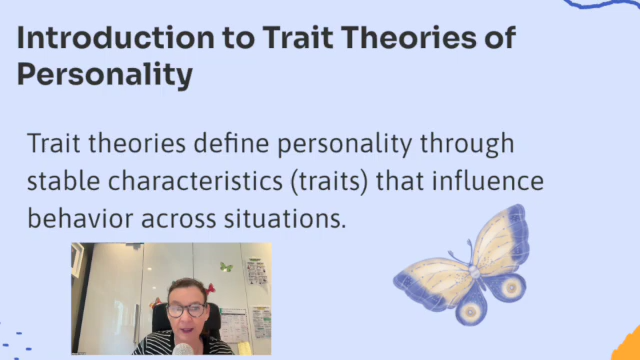 Introduction to Trait Theories of
Personality
Trait theories define personality through
stable characteristics (traits) that influence
behavior across situations.